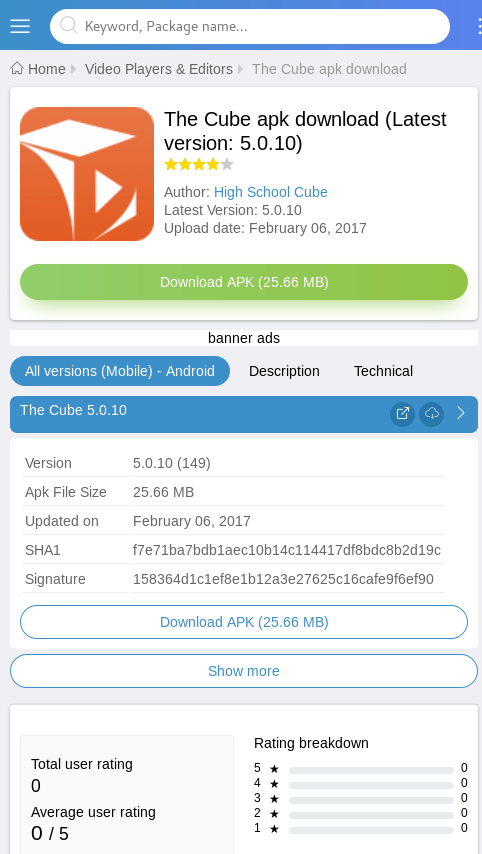 Keyword, Package name...
Home Video Players & Editors The Cube apk download
The Cube apk download (Latest
version: 5.0.10)
Author: High School Cube
Latest Version: 5.0.10
Upload date: February 06, 2017
Download APK (25.66 MB)
banner ads
All versions (Mobile) - Android Description Technical
The Cube 5.0.10
Version 5.0.10 (149)
Apk File Size 25.66 MB
Updated on February 06, 2017
SHA1 f7e71ba7bdb1aec10b14c114417df8bdc8b2d19c
Signature 158364d1c1ef8e1b12a3e27625c16cafe9f6ef90
Download APK (25.66 MB)
Show more
Total user rating
0
Average user rating
0 / 5
Rating breakdown
5 ★ 0
4 ★ 0
3 ★ 0
2 ★ 0
1 ★ 0